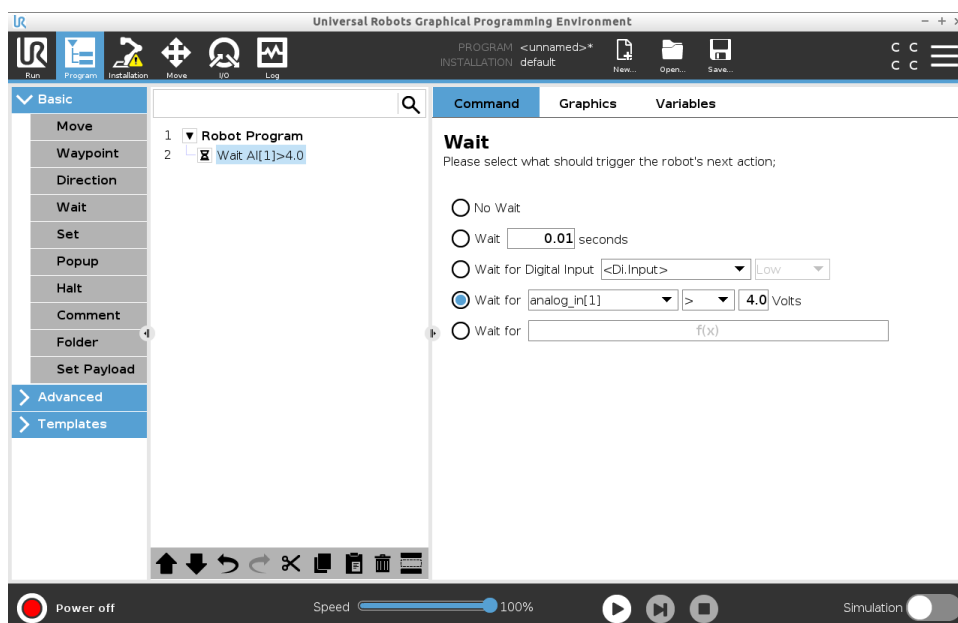 UR Universal Robots Graphical Programming Environment
UR PROGRAM <unnamed>* C C
INSTALLATION default C C
Run Program Installation Move I/O Log New... Open... Save...
Basic
Move
Waypoint
Direction
Wait
Set
Popup
Halt
Comment
Folder
Set Payload
Advanced
Templates
1 Robot Program
2 Wait AI[1]>4.0
Command Graphics Variables
Wait
Please select what should trigger the robot's next action;
No Wait
Wait 0.01 seconds
Wait for Digital Input <Di.Input> Low
Wait for analog_in[1] > 4.0 Volts
Wait for f(x)
Power off Speed 100% Simulation